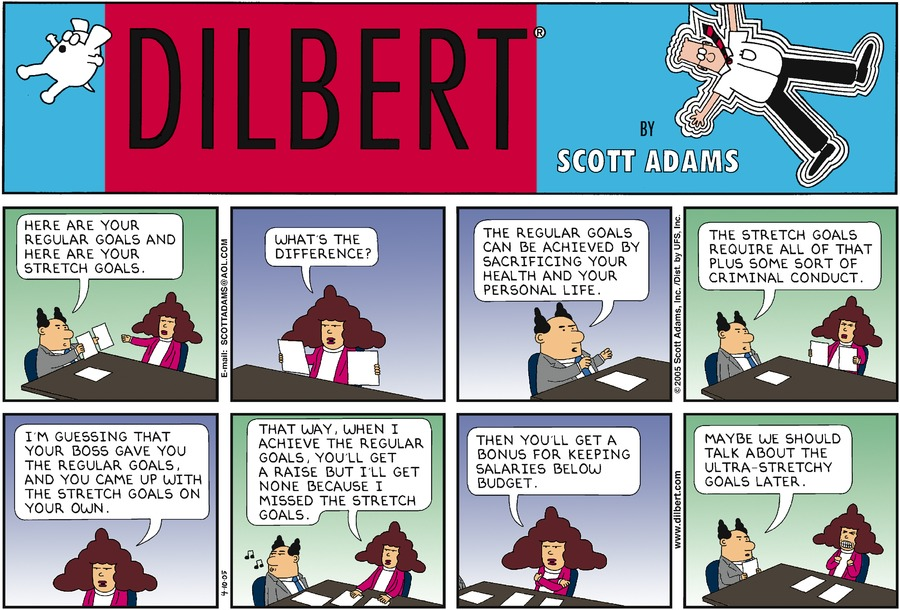 DILBERT®
BY
SCOTT ADAMS
HERE ARE YOUR
REGULAR GOALS AND
HERE ARE YOUR
STRETCH GOALS.
E-mail: SCOTTADAMS@AOL.COM
WHAT'S THE
DIFFERENCE?
THE REGULAR GOALS
CAN BE ACHIEVED BY
SACRIFICING YOUR
HEALTH AND YOUR
PERSONAL LIFE.
© 2005 Scott Adams, Inc. /Dist. by UFS, Inc.
THE STRETCH GOALS
REQUIRE ALL OF THAT
PLUS SOME SORT OF
CRIMINAL CONDUCT.
I'M GUESSING THAT
YOUR BOSS GAVE YOU
THE REGULAR GOALS,
AND YOU CAME UP WITH
THE STRETCH GOALS ON
YOUR OWN.
4-10-05
THAT WAY, WHEN I
ACHIEVE THE REGULAR
GOALS, YOU'LL GET
A RAISE BUT I'LL GET
NONE BECAUSE I
MISSED THE STRETCH
GOALS.
THEN YOU'LL GET A
BONUS FOR KEEPING
SALARIES BELOW
BUDGET.
www.dilbert.com
MAYBE WE SHOULD
TALK ABOUT THE
ULTRA-STRETCHY
GOALS LATER.